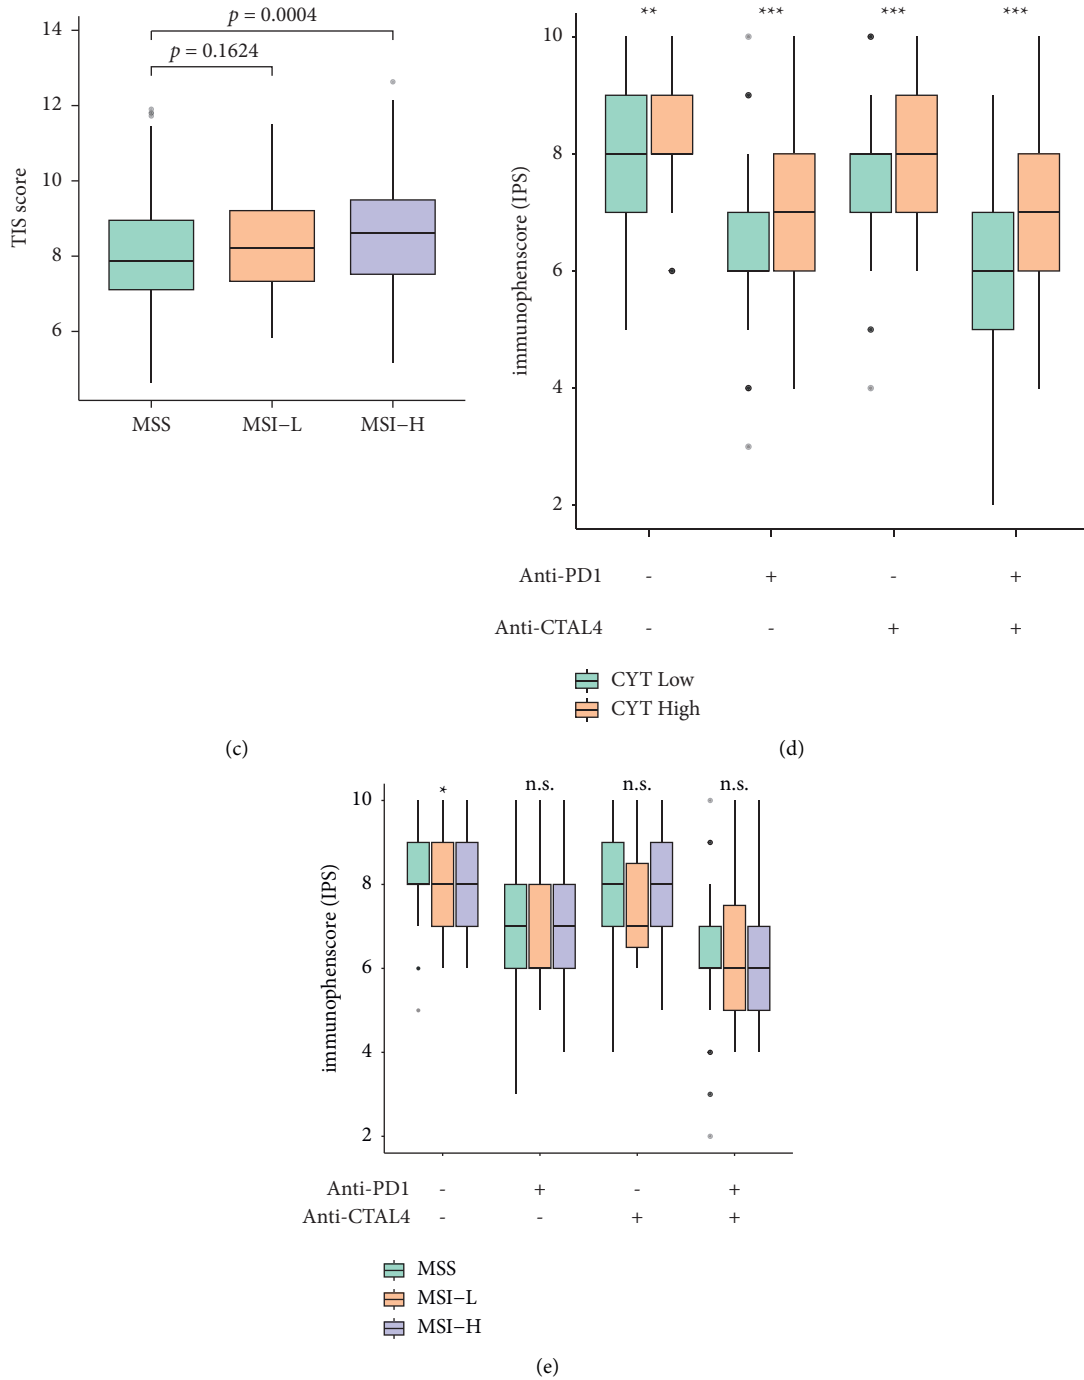 p = 0.0004
p = 0.1624
14
12
10
8
6
TIS score
MSS MSI−L MSI−H
(c)
** *** *** ***
10
8
6
4
2
immunophenscore (IPS)
Anti-PD1 - + - +
Anti-CTAL4 - - + +
CYT Low
CYT High
(d)
* n.s. n.s. n.s.
10
8
6
4
2
immunophenscore (IPS)
Anti-PD1 - + - +
Anti-CTAL4 - - + +
MSS
MSI−L
MSI−H
(e)